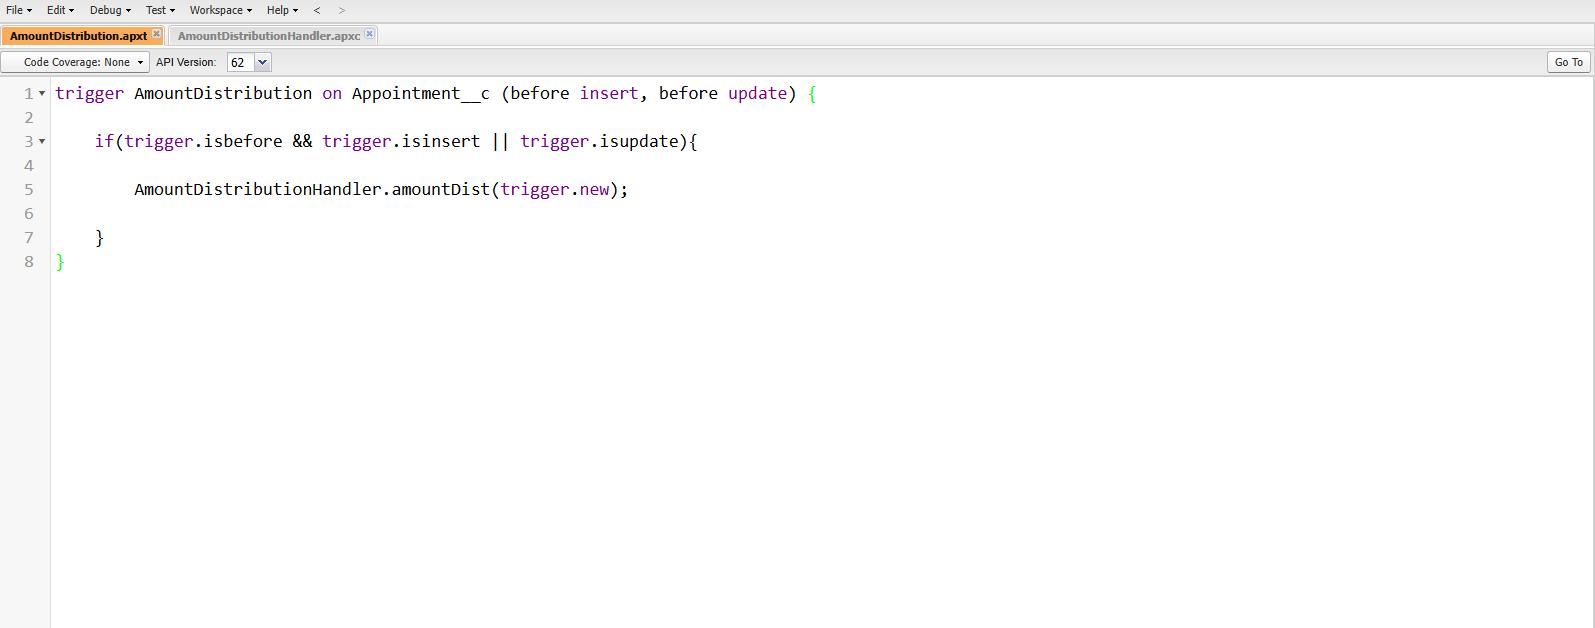 File Edit Debug Test Workspace Help < >
AmountDistribution.apxt AmountDistributionHandler.apxc
Code Coverage: None API Version: 62 Go To
1 trigger AmountDistribution on Appointment__c (before insert, before update) {
2
3 if(trigger.isbefore && trigger.isinsert || trigger.isupdate){
4
5 AmountDistributionHandler.amountDist(trigger.new);
6
7 }
8 }